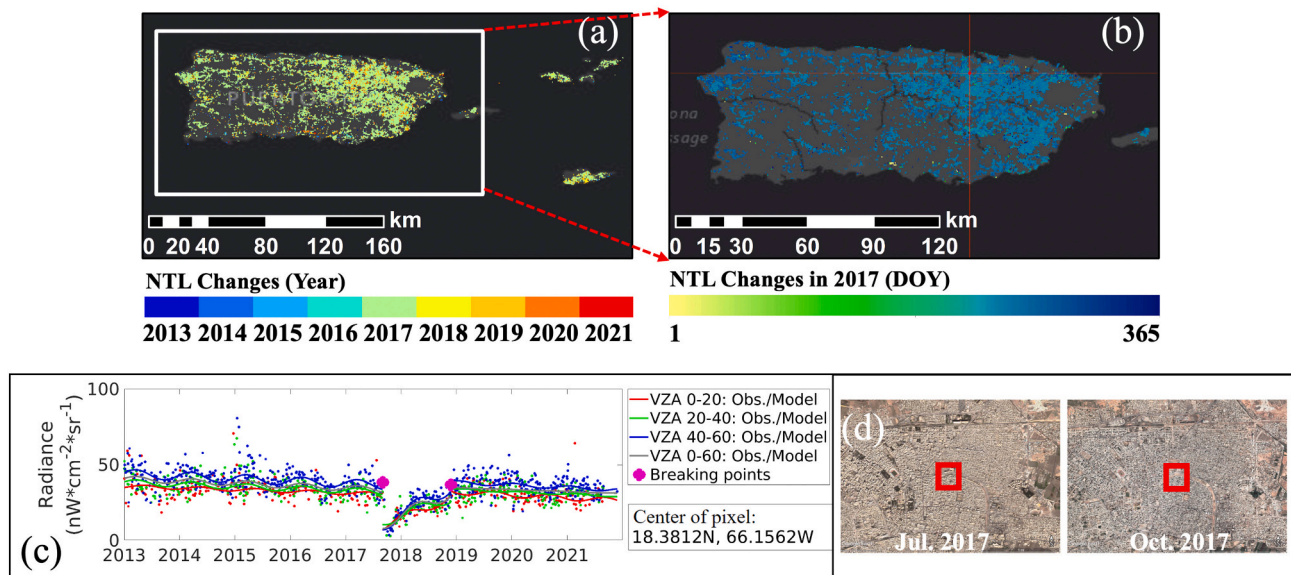 (a)
PUERTO
km
0 20 40 80 120 160
NTL Changes (Year)
2013 2014 2015 2016 2017 2018 2019 2020 2021
(b)
ona
ssage
km
0 15 30 60 90 120
NTL Changes in 2017 (DOY)
1 365
(c)
Radiance
(nW*cm⁻²*sr⁻¹)
100
50
0
2013 2014 2015 2016 2017 2018 2019 2020 2021
VZA 0-20: Obs./Model
VZA 20-40: Obs./Model
VZA 40-60: Obs./Model
VZA 0-60: Obs./Model
Breaking points
Center of pixel:
18.3812N, 66.1562W
(d)
Jul. 2017
Oct. 2017